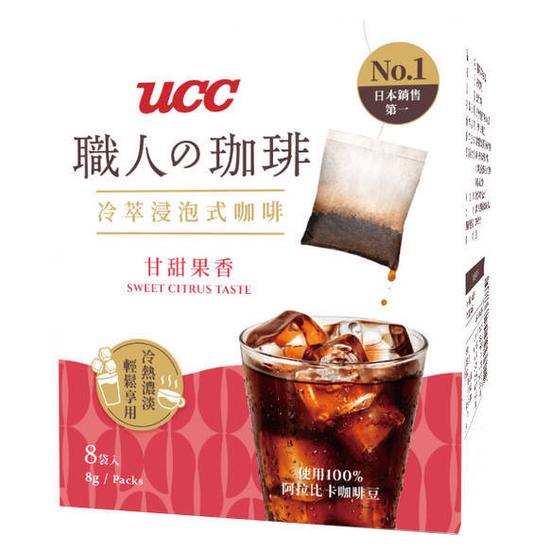 UCC
No.1
日本銷售
第一
職人の珈琲
冷萃浸泡式咖啡
甘甜果香
SWEET CITRUS TASTE
冷熱濃淡
輕鬆享用
8袋入
8g / Packs
使用100%
阿拉比卡咖啡豆